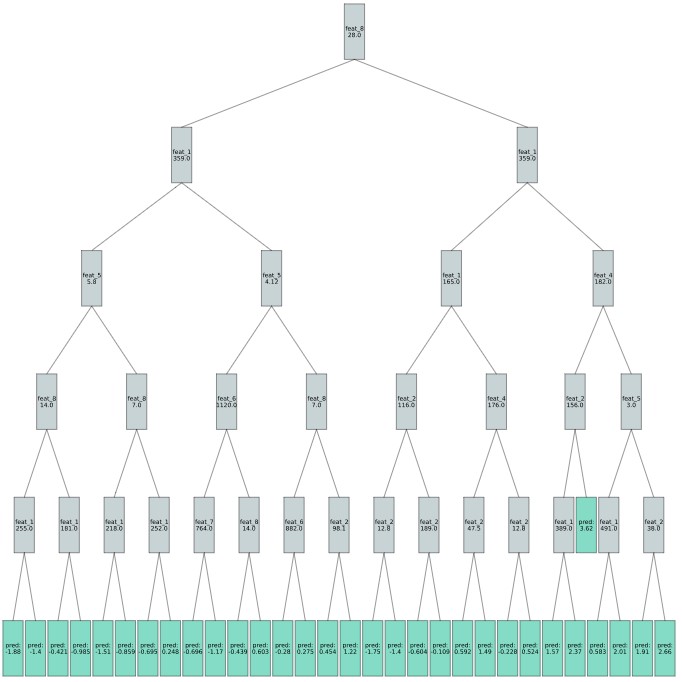 feat_8
28.0
feat_1
359.0
feat_1
359.0
feat_5
5.8
feat_5
4.12
feat_1
165.0
feat_4
182.0
feat_8
14.0
feat_8
7.0
feat_6
1120.0
feat_8
7.0
feat_2
116.0
feat_4
176.0
feat_2
156.0
feat_5
3.0
feat_1
255.0
feat_1
181.0
feat_1
218.0
feat_1
252.0
feat_7
764.0
feat_8
14.0
feat_6
882.0
feat_2
98.1
feat_2
12.8
feat_2
189.0
feat_2
47.5
feat_2
12.8
feat_1
389.0
pred:
3.62
feat_1
491.0
feat_2
38.0
pred:
-1.88
pred:
-1.4
pred:
-0.421
pred:
-0.985
pred:
-1.51
pred:
-0.859
pred:
-0.695
pred:
0.248
pred:
-0.696
pred:
-1.17
pred:
-0.439
pred:
0.603
pred:
-0.28
pred:
0.275
pred:
0.454
pred:
1.22
pred:
-1.75
pred:
-1.4
pred:
-0.604
pred:
-0.109
pred:
0.592
pred:
1.49
pred:
-0.228
pred:
0.524
pred:
1.57
pred:
2.37
pred:
0.583
pred:
2.01
pred:
1.91
pred:
2.66